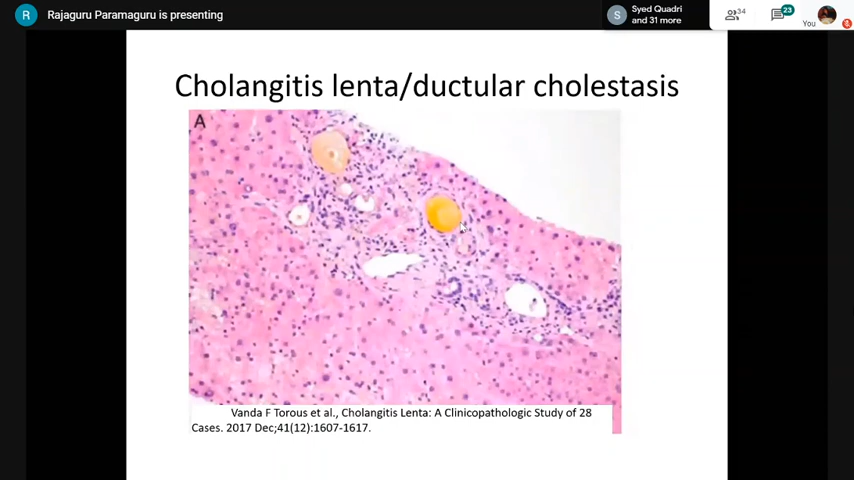 R Rajaguru Paramaguru is presenting
S Syed Quadri
and 31 more
34
23
You
Cholangitis lenta/ductular cholestasis
A
Vanda F Torous et al., Cholangitis Lenta: A Clinicopathologic Study of 28
Cases. 2017 Dec;41(12):1607-1617.